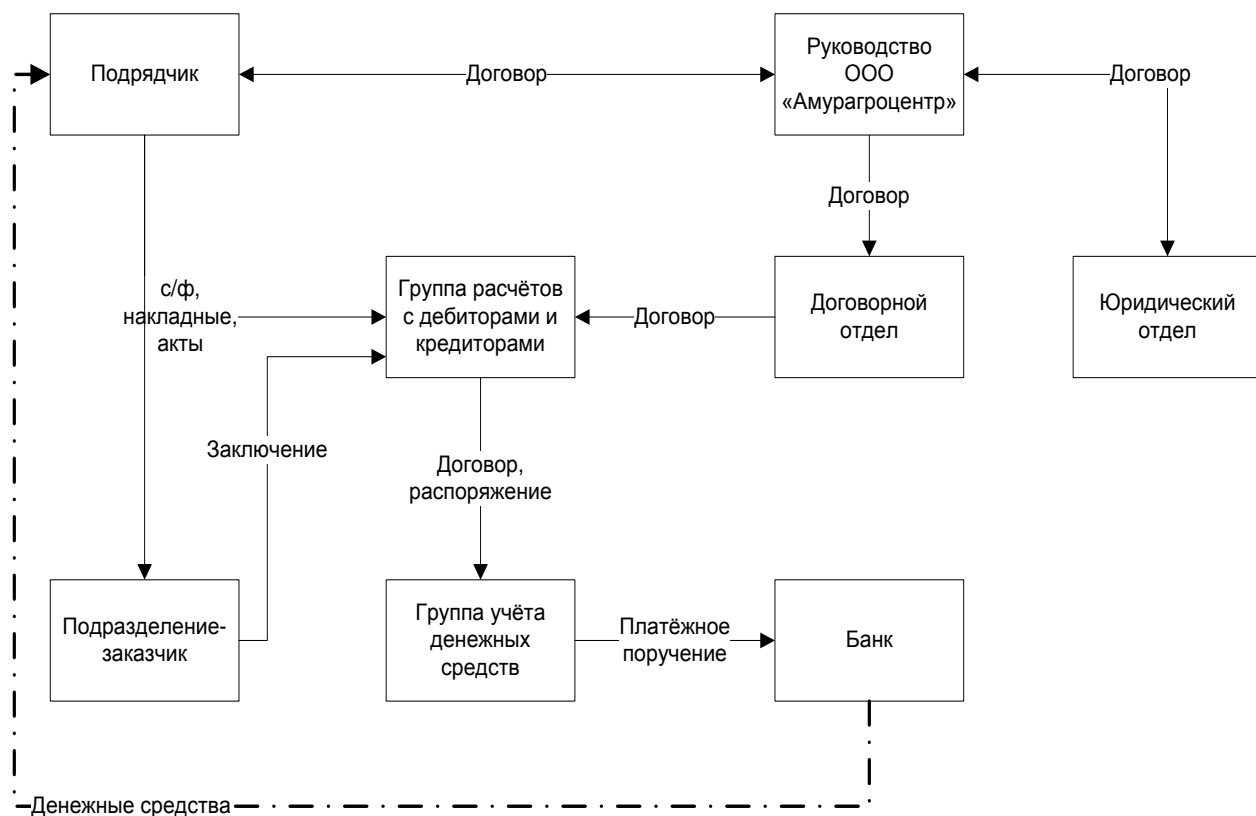 Подрядчик
Договор
Руководство
ООО
«Амурагроцентр»
Договор
Договор
с/ф,
накладные,
акты
Группа расчётов
с дебиторами и
кредиторами
Договор
Договорной
отдел
Юридический
отдел
Заключение
Договор,
распоряжение
Подразделение-
заказчик
Группа учёта
денежных
средств
Платёжное
поручение
Банк
Денежные средства